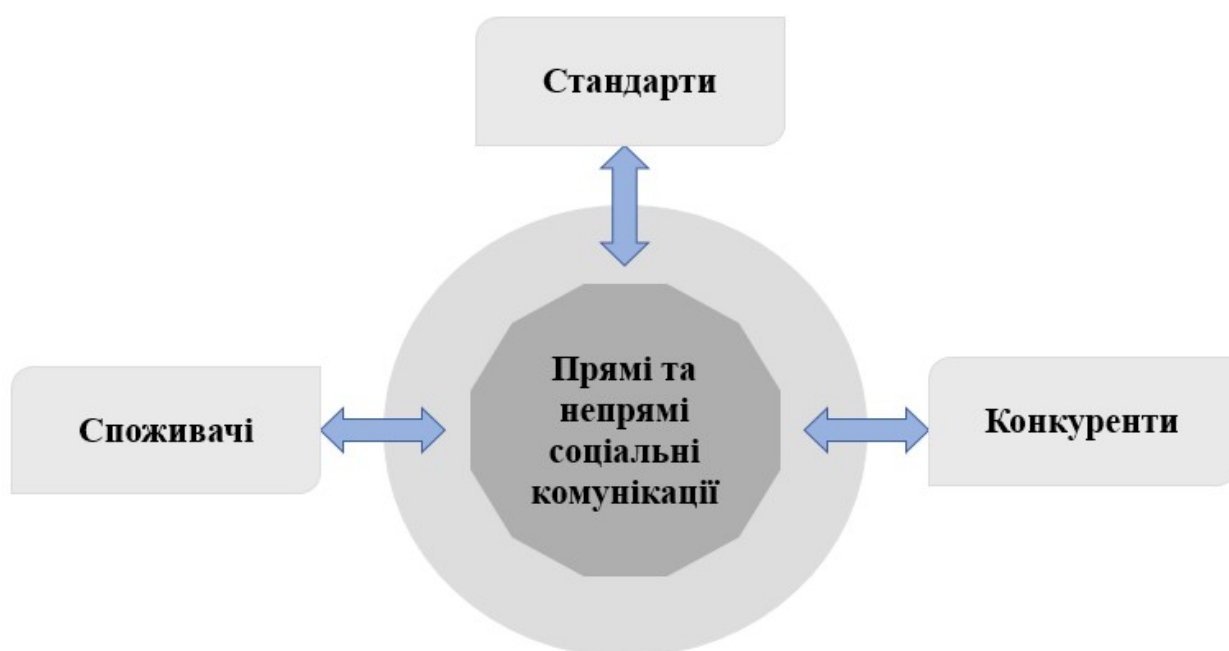 Стандарти
Споживачі
Прямі та
непрямі
соціальні
комунікації
Конкуренти